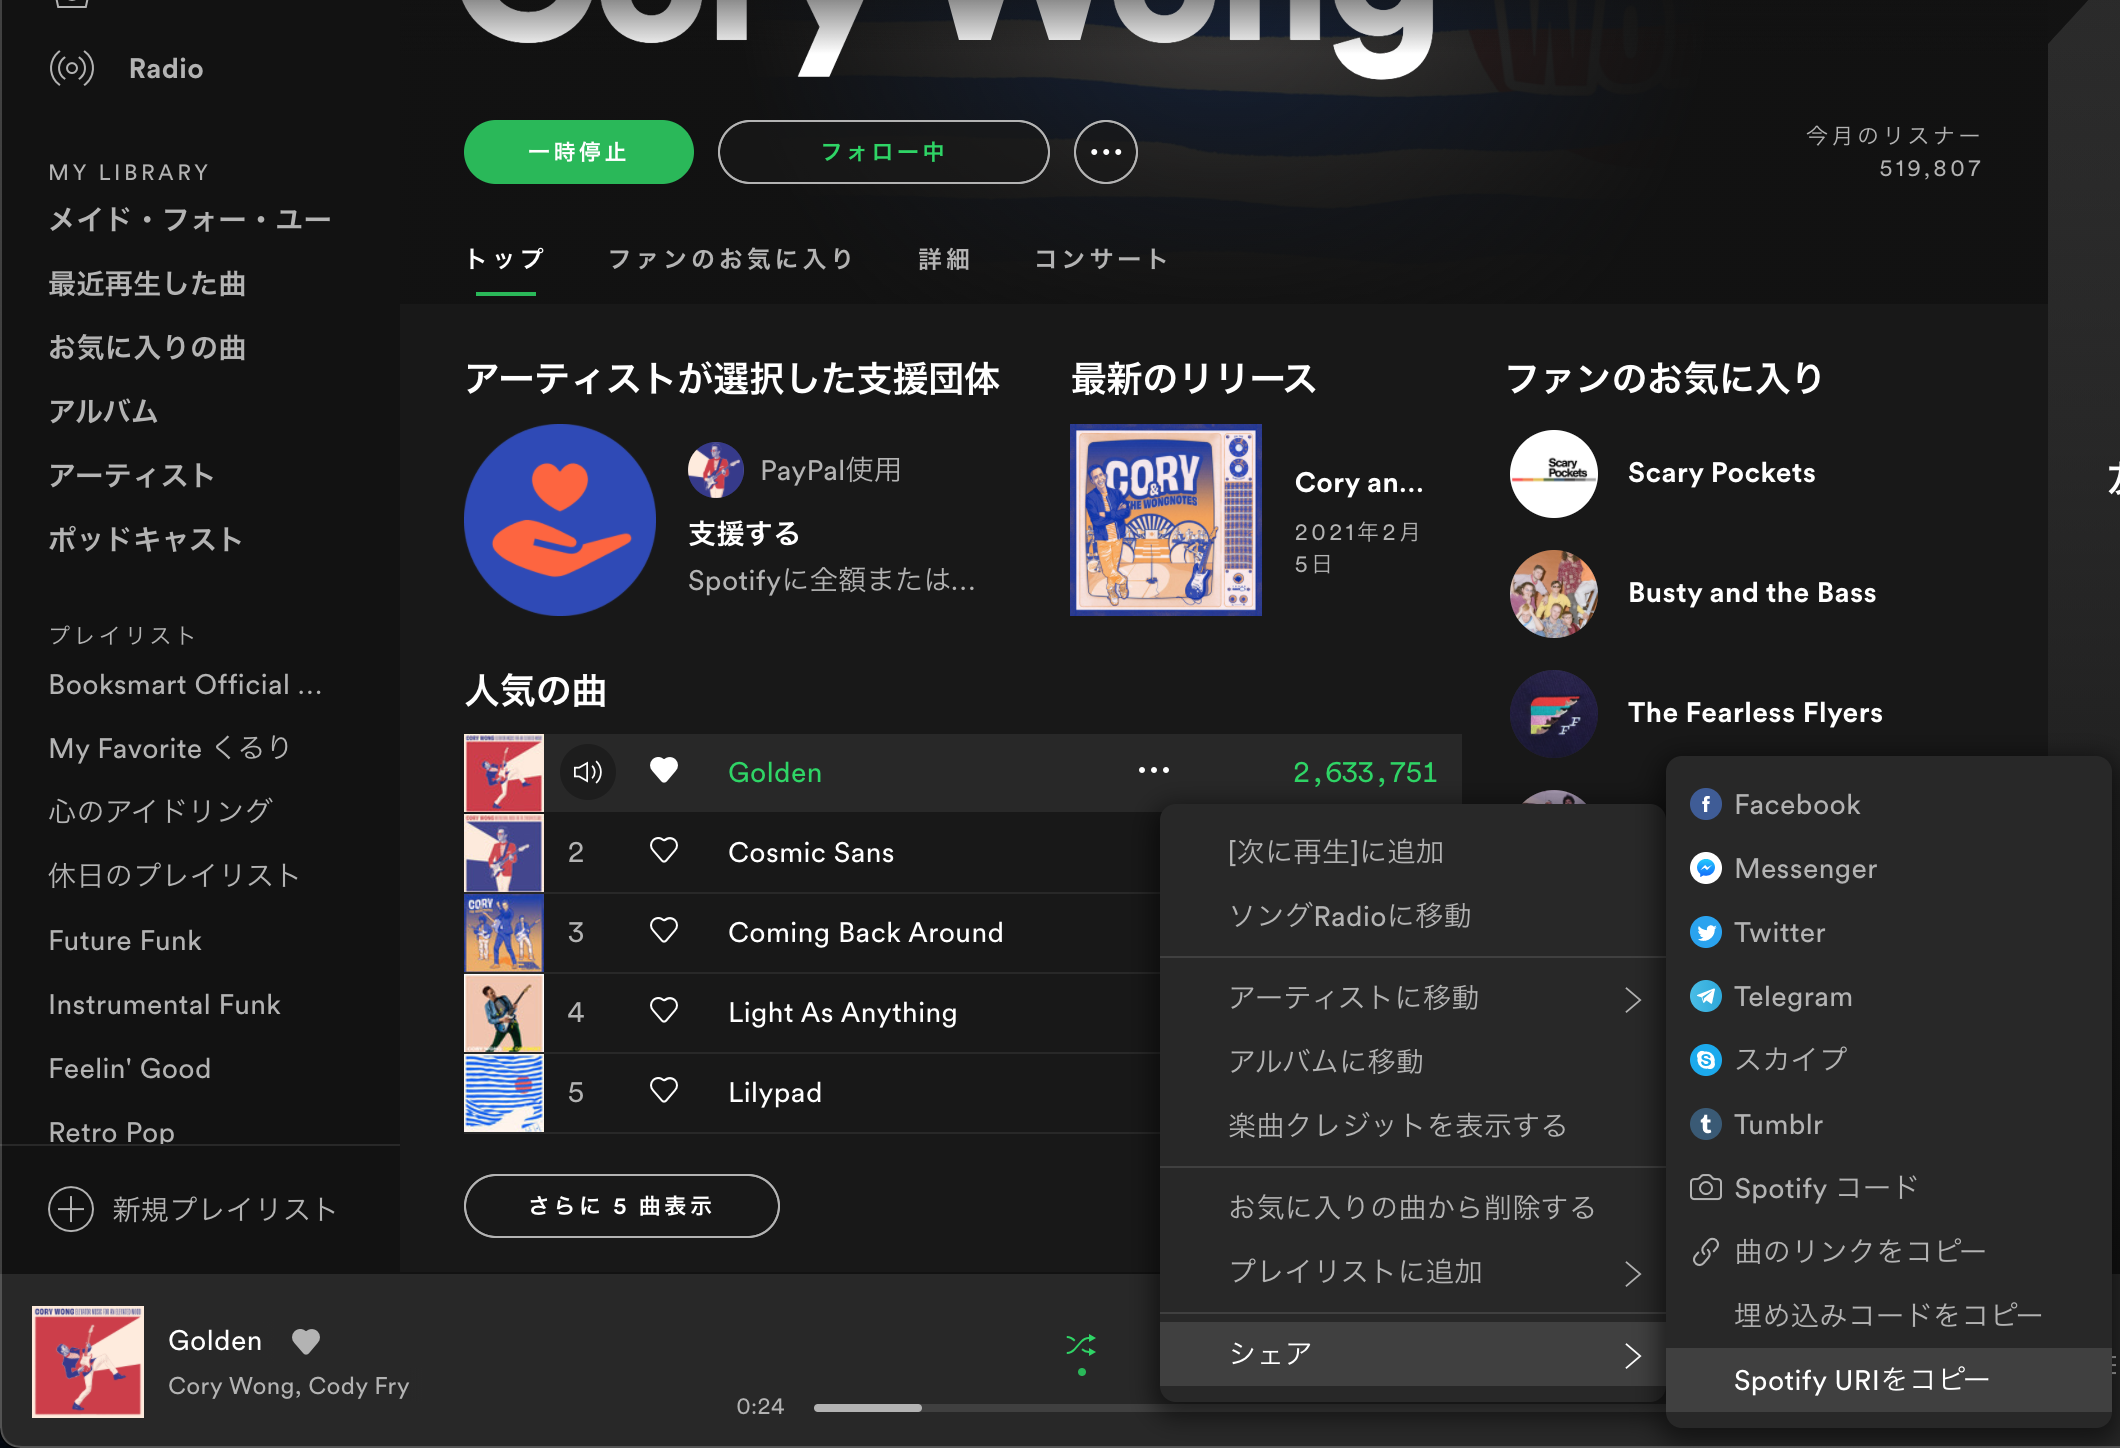 Cory Wong
Radio
MY LIBRARY
メイド・フォー・ユー
最近再生した曲
お気に入りの曲
アルバム
アーティスト
ポッドキャスト
プレイリスト
Booksmart Official ...
My Favorite くるり
心のアイドリング
休日のプレイリスト
Future Funk
Instrumental Funk
Feelin' Good
Retro Pop
新規プレイリスト
一時停止
フォロー中
今月のリスナー
519,807
トップ
ファンのお気に入り
詳細
コンサート
アーティストが選択した支援団体
PayPal使用
支援する
Spotifyに全額または...
最新のリリース
CORY
&
THE WONGNOTES
Cory an...
2021年2月
5日
ファンのお気に入り
Scary
Pockets
Scary Pockets
Busty and the Bass
The Fearless Flyers
人気の曲
Golden
2,633,751
2
Cosmic Sans
CORY
3
Coming Back Around
4
Light As Anything
5
Lilypad
さらに 5 曲表示
[次に再生]に追加
ソングRadioに移動
アーティストに移動
アルバムに移動
楽曲クレジットを表示する
お気に入りの曲から削除する
プレイリストに追加
シェア
Facebook
Messenger
Twitter
Telegram
スカイプ
Tumblr
Spotify コード
曲のリンクをコピー
埋め込みコードをコピー
Spotify URIをコピー
CORY WONG
Golden
Cory Wong, Cody Fry
0:24